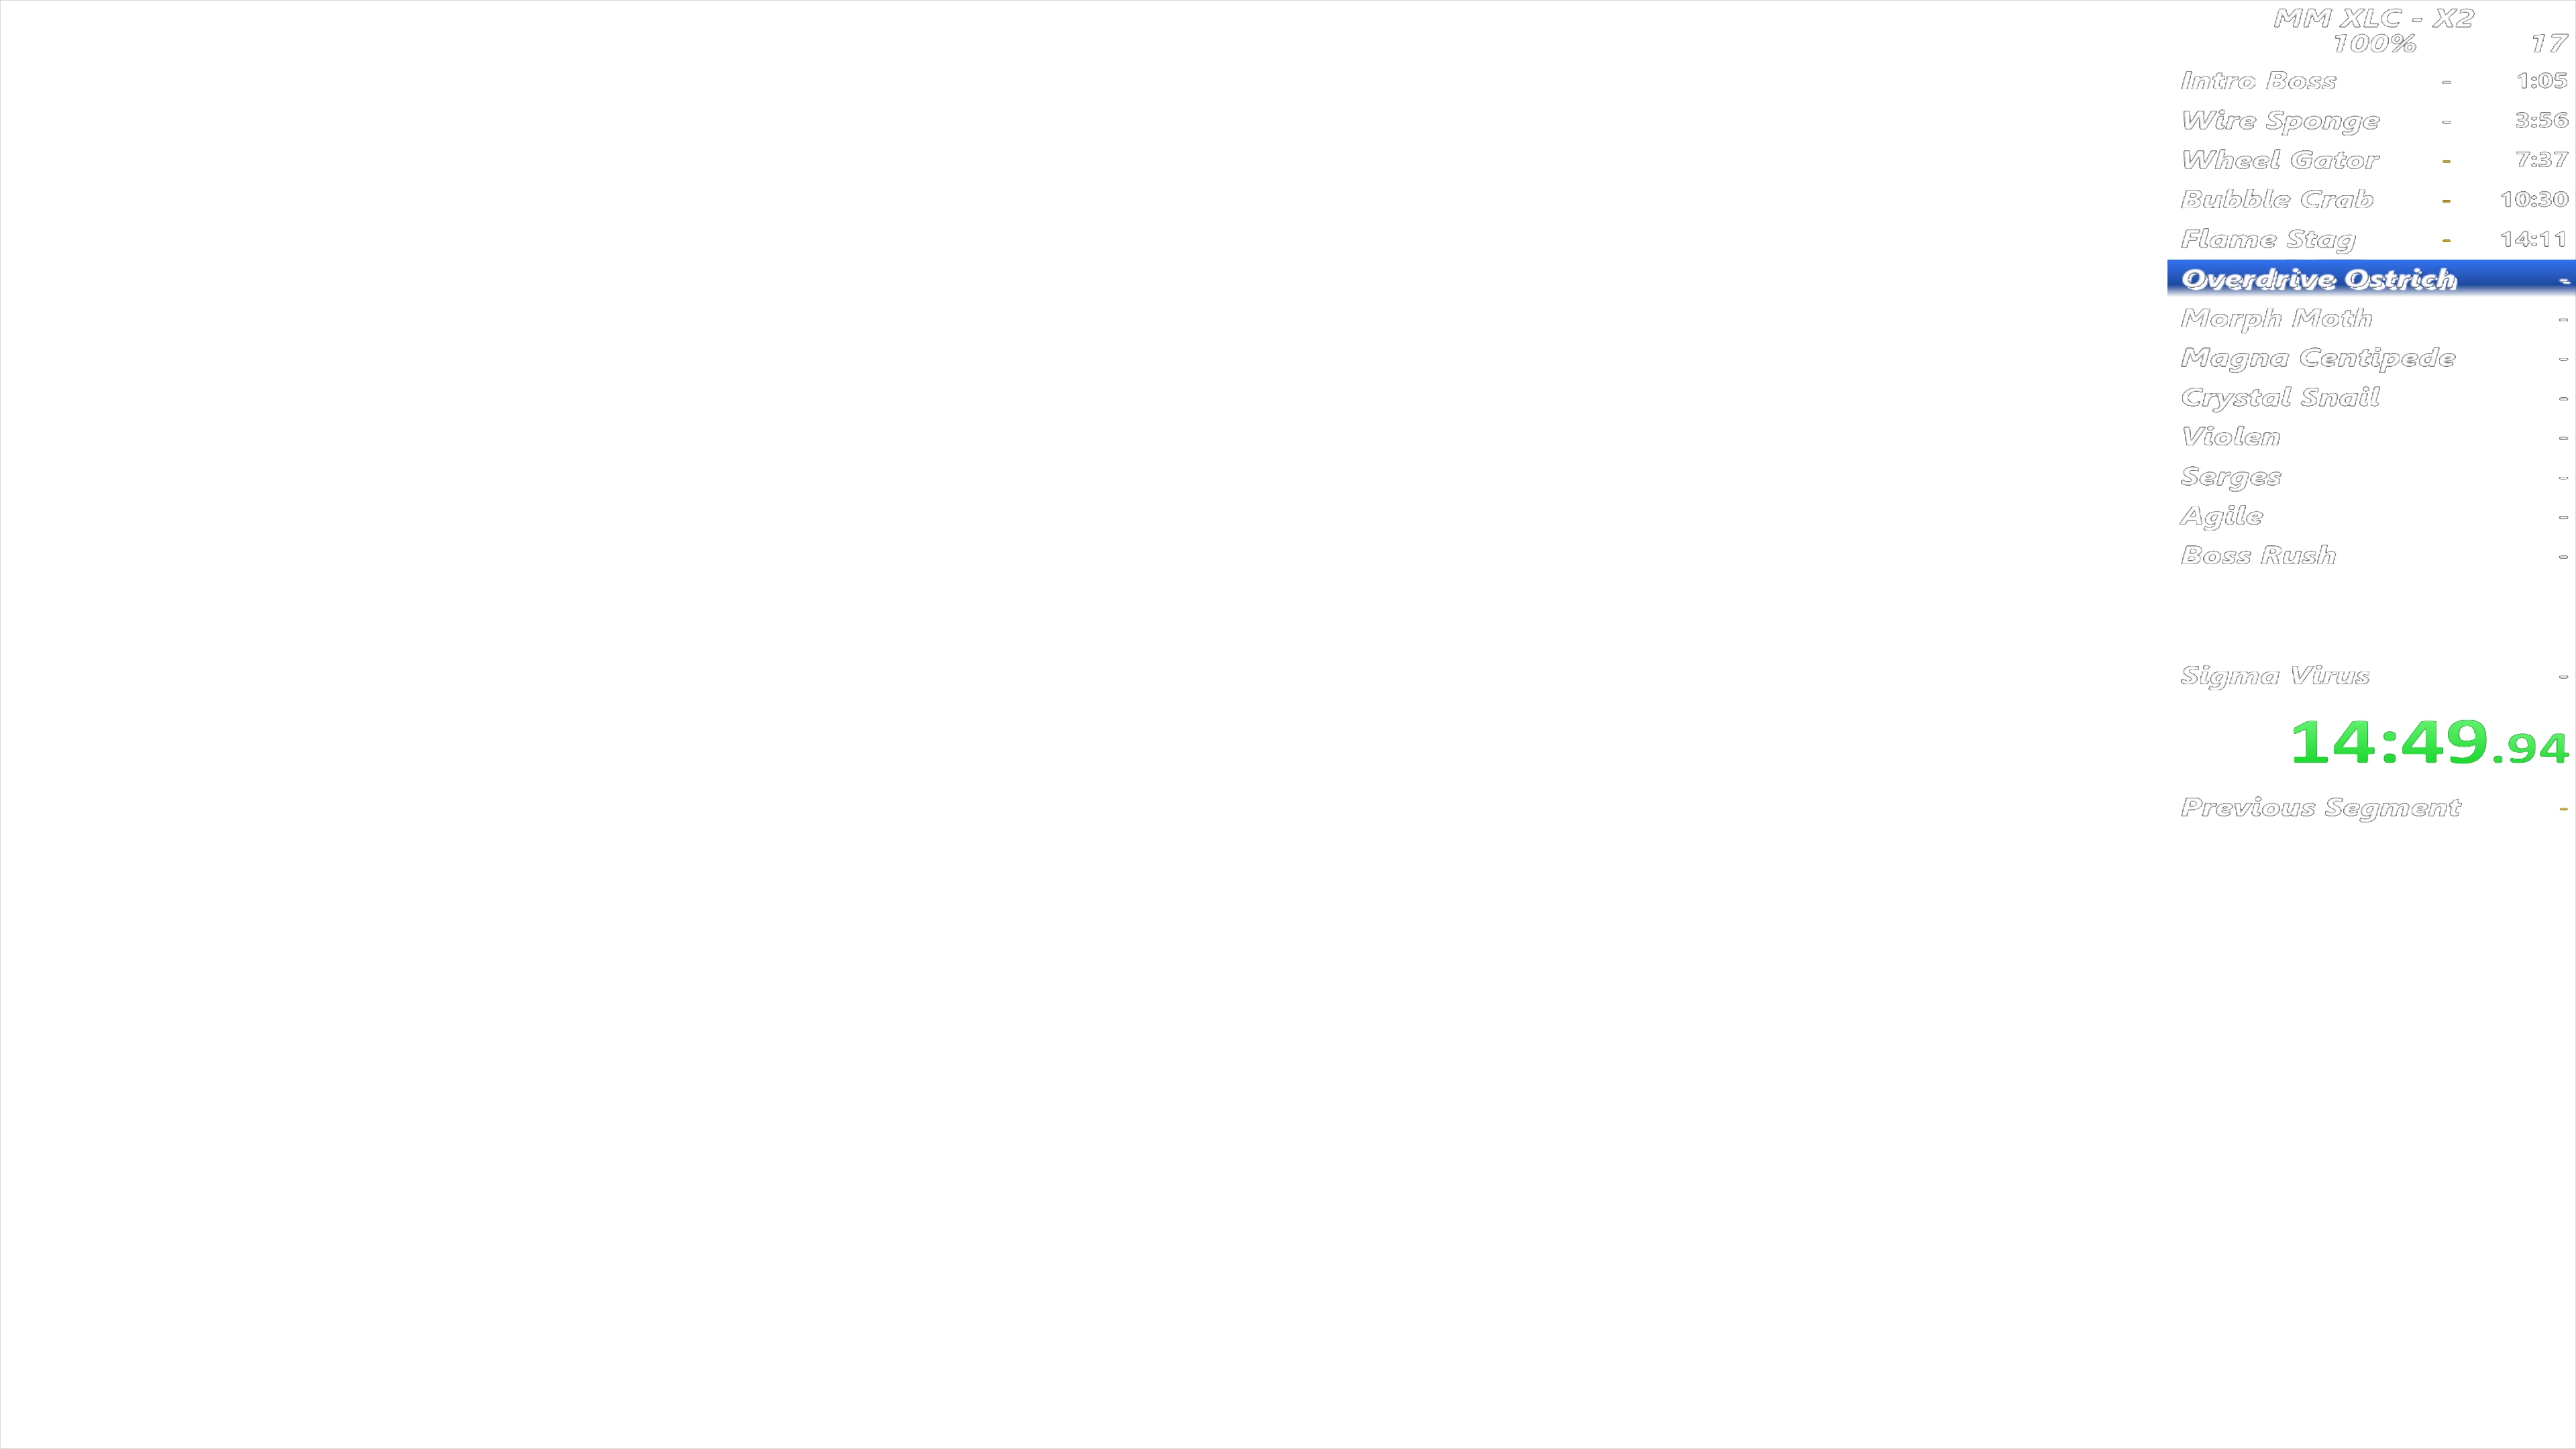 MM XLC - X2
100% 17
Intro Boss - 1:05
Wire Sponge - 3:56
Wheel Gator - 7:37
Bubble Crab - 10:30
Flame Stag - 14:11
Overdrive Ostrich -
Morph Moth -
Magna Centipede -
Crystal Snail -
Violen -
Serges -
Agile -
Boss Rush -
Sigma Virus -
14:49.94
Previous Segment -